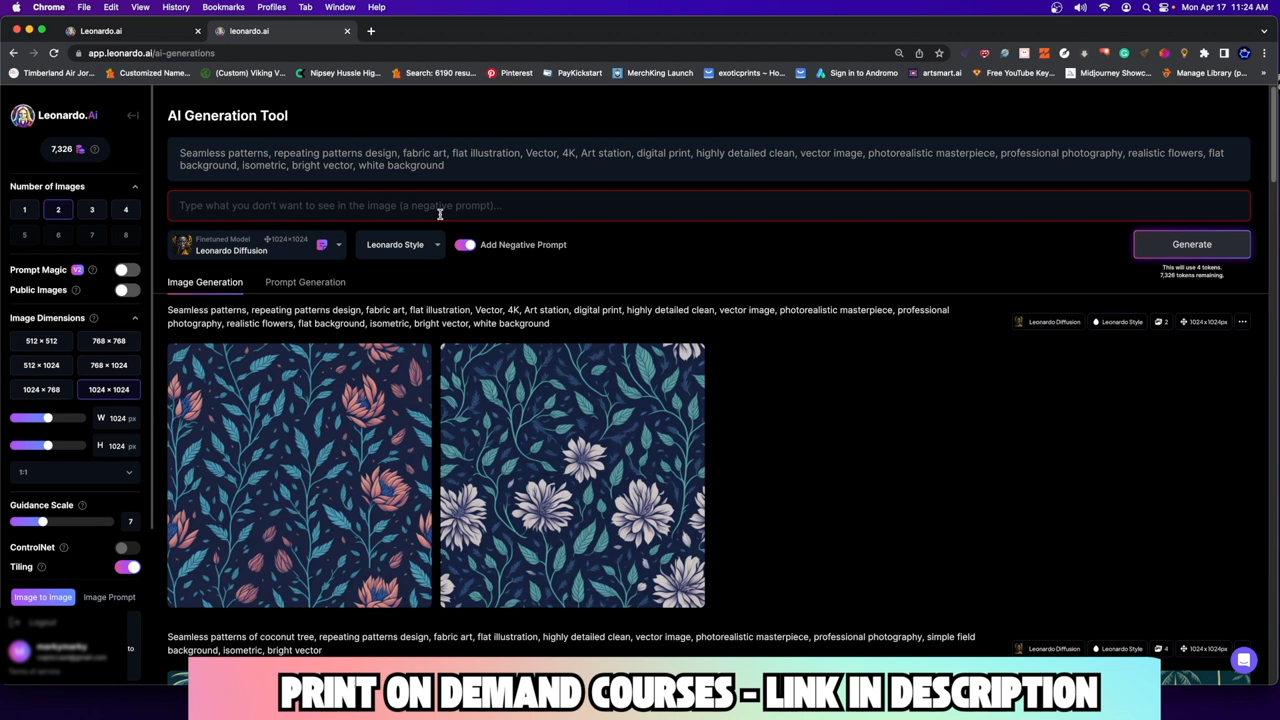 Chrome File Edit View History Bookmarks Profiles Tab Window Help
Mon Apr 17 11:24 AM
Leonardo.ai
leonardo.ai
app.leonardo.ai/ai-generations
Timberland Air Jor...
Customized Name...
(Custom) Viking V...
Nipsey Hussle Hig...
Search: 6190 resu...
Pinterest
PayKickstart
MerchKing Launch
exoticprints – Ho...
Sign in to Andromo
artsmart.ai
Free YouTube Key...
Midjourney Showc...
Manage Library (p...
Leonardo.Ai
7,326
Number of Images
1 2 3 4
5 6 7 8
Prompt Magic V2
Public Images
Image Dimensions
512 × 512 768 × 768
512 × 1024 768 × 1024
1024 × 768 1024 × 1024
W 1024 px
H 1024 px
1:1
Guidance Scale
7
ControlNet
Tiling
Image to Image Image Prompt
Logout
markymarky
to
Terms of service
AI Generation Tool
Seamless patterns, repeating patterns design, fabric art, flat illustration, Vector, 4K, Art station, digital print, highly detailed clean, vector image, photorealistic masterpiece, professional photography, realistic flowers, flat
background, isometric, bright vector, white background
Type what you don't want to see in the image (a negative prompt)...
Finetuned Model 1024×1024
Leonardo Diffusion
Leonardo Style
Add Negative Prompt
Generate
This will use 4 tokens.
7,326 tokens remaining.
Image Generation Prompt Generation
Seamless patterns, repeating patterns design, fabric art, flat illustration, Vector, 4K, Art station, digital print, highly detailed clean, vector image, photorealistic masterpiece, professional
photography, realistic flowers, flat background, isometric, bright vector, white background
Leonardo Diffusion Leonardo Style 2 1024×1024px
Seamless patterns of coconut tree, repeating patterns design, fabric art, flat illustration, highly detailed clean, vector image, photorealistic masterpiece, professional photography, simple field
background, isometric, bright vector
Leonardo Diffusion Leonardo Style 4 1024×1024px
PRINT ON DEMAND COURSES - LINK IN DESCRIPTION